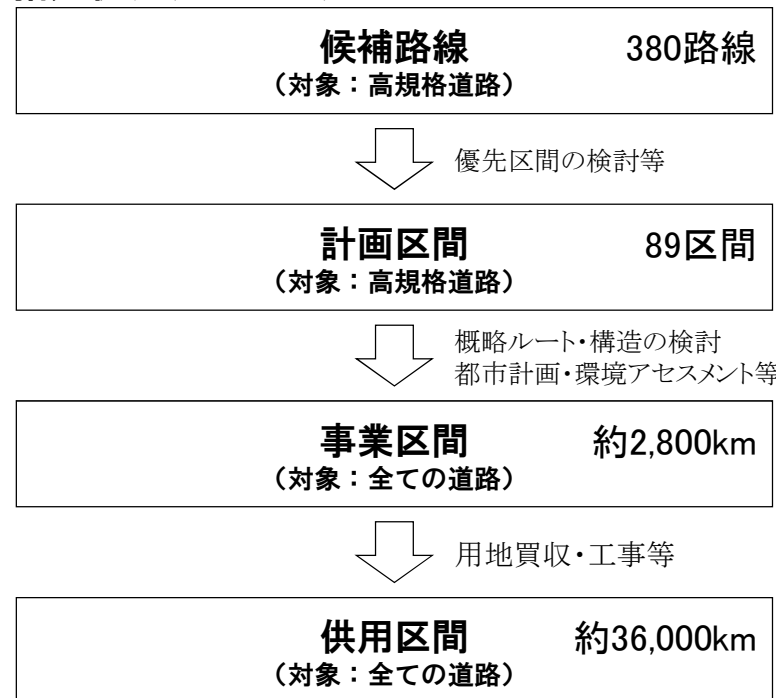 候補路線 380路線
（対象：高規格道路）
優先区間の検討等
計画区間 89区間
（対象：高規格道路）
概略ルート・構造の検討
都市計画・環境アセスメント等
事業区間 約2,800km
（対象：全ての道路）
用地買収・工事等
供用区間 約36,000km
（対象：全ての道路）